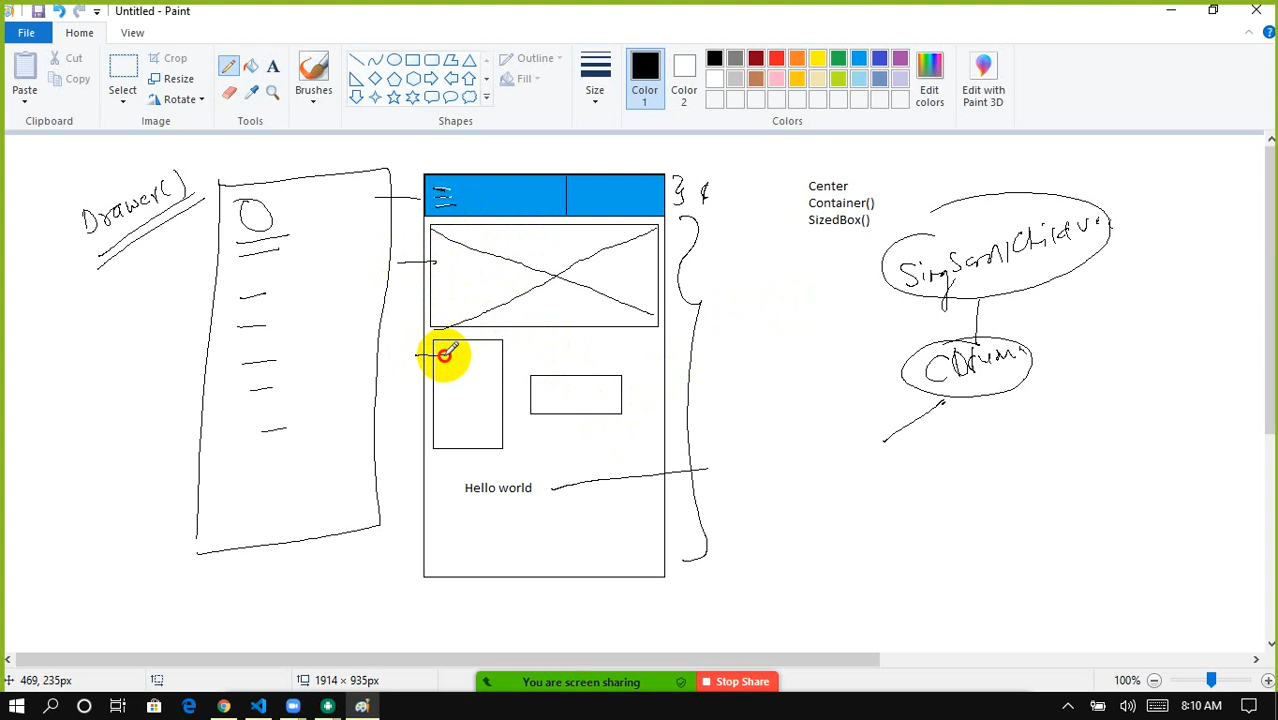 Untitled - Paint
File
Home
View
Cut
Copy
Paste
Clipboard
Select
Crop
Resize
Rotate
Image
A
Tools
Brushes
Outline
Fill
Shapes
Size
Color
1
Color
2
Edit
colors
Edit with
Paint 3D
Colors
Drawer()
Center
Container()
SizedBox()
Hello world
469, 235px
1914 × 935px
100%
You are screen sharing
Stop Share
8:10 AM